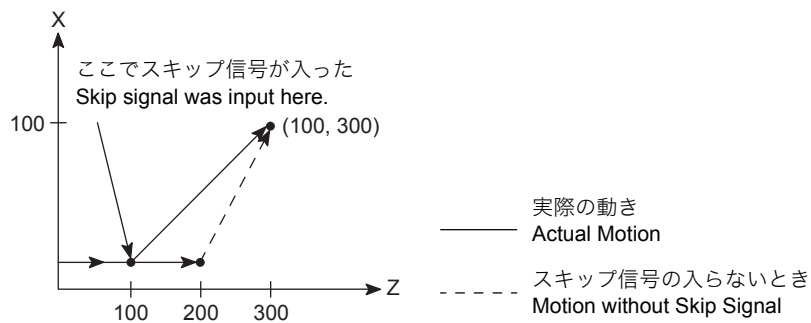 X
ここでスキップ信号が入った
Skip signal was input here.
100
(100, 300)
Z
100 200 300
実際の動き
Actual Motion
スキップ信号の入らないとき
Motion without Skip Signal